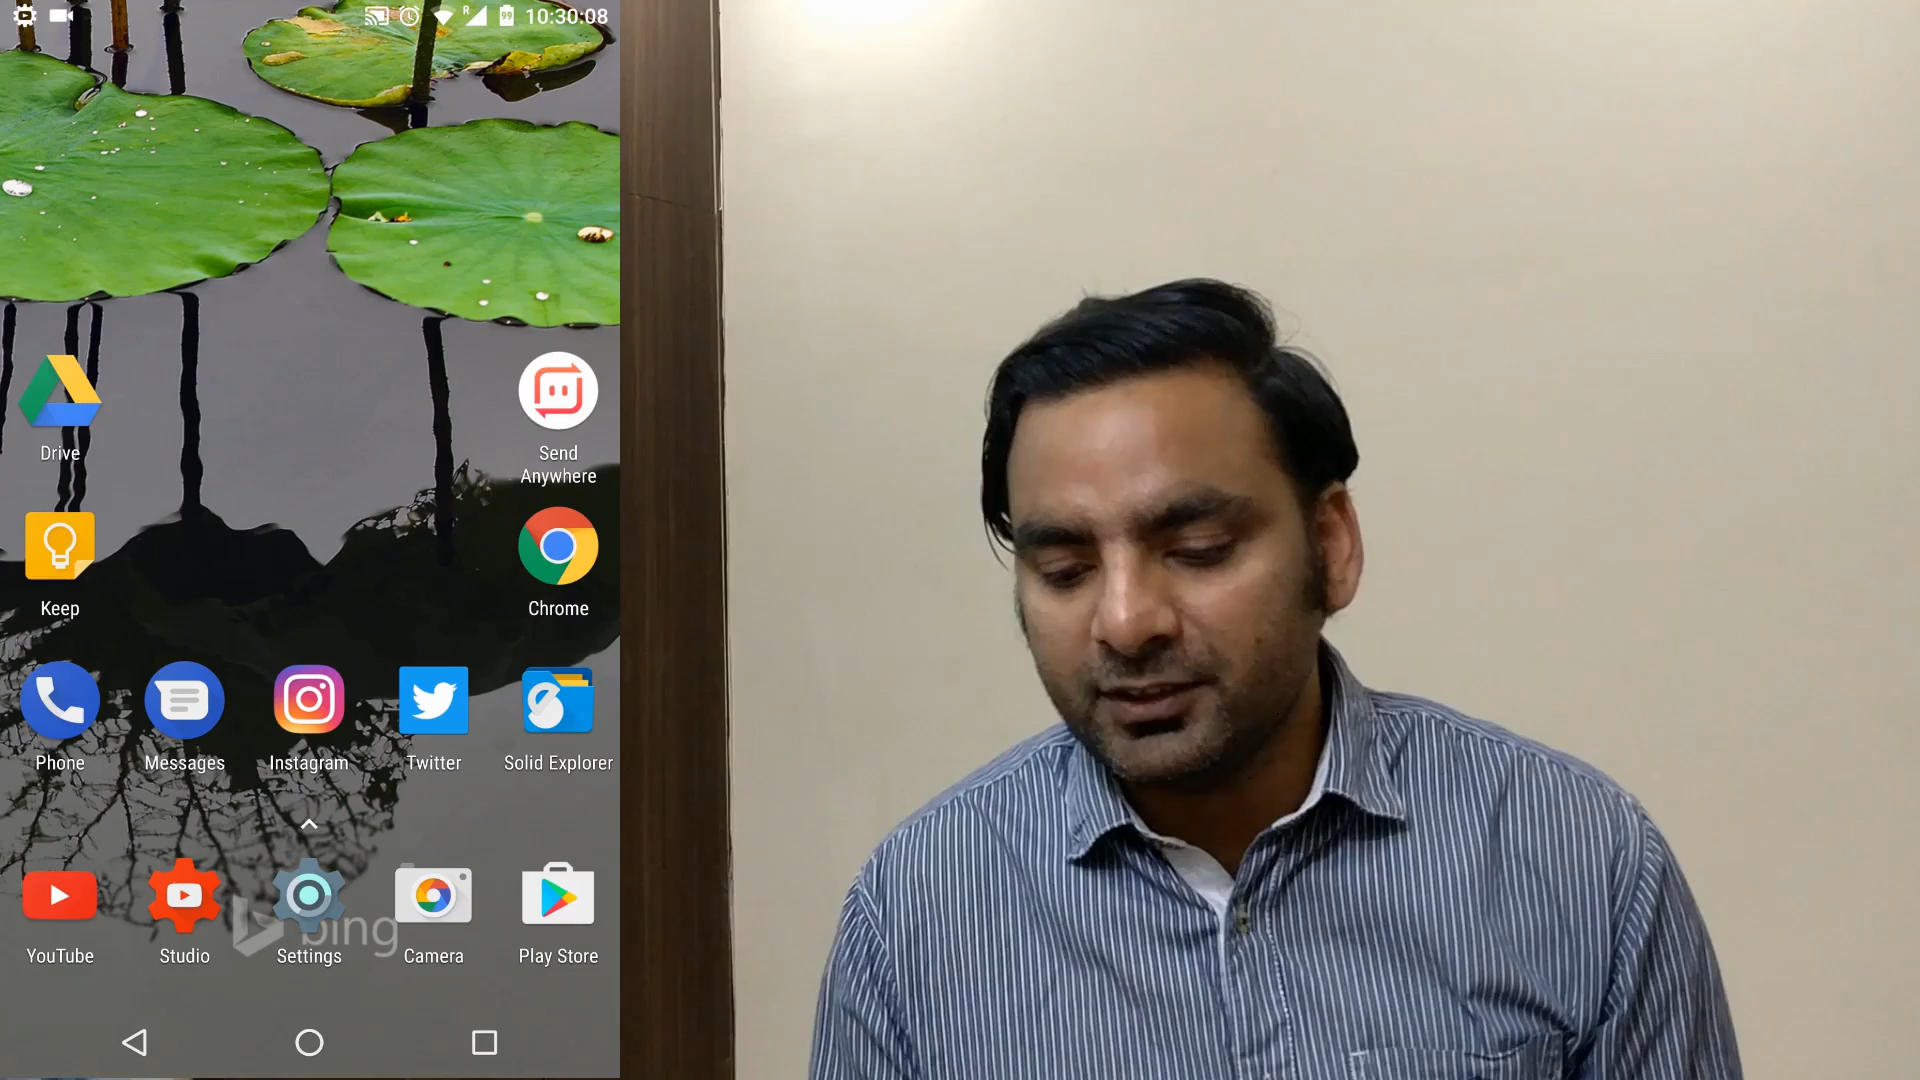 R 99 10:30:08
Drive
Send
Anywhere
Keep
Chrome
Phone
Messages
Instagram
Twitter
Solid Explorer
bing
YouTube
Studio
Settings
Camera
Play Store